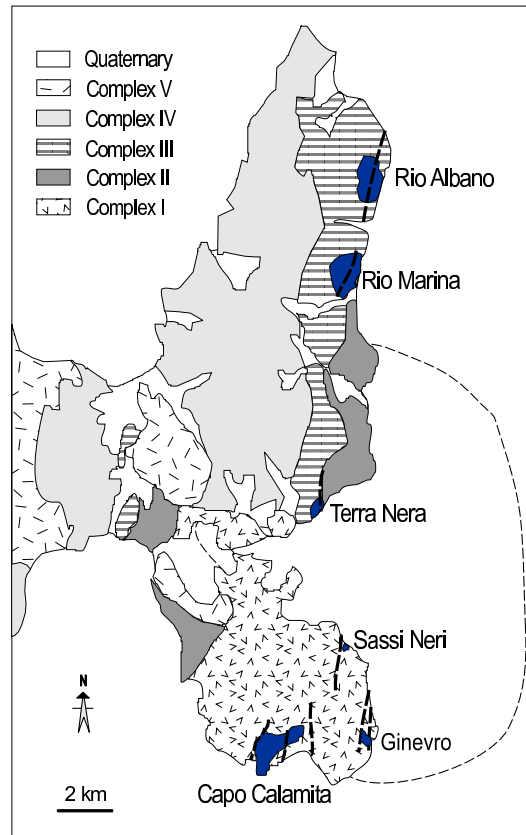 Quaternary
Complex V
Complex IV
Complex III
Complex II
Complex I
Rio Albano
Rio Marina
Terra Nera
Sassi Neri
Ginevro
Capo Calamita
N
2 km